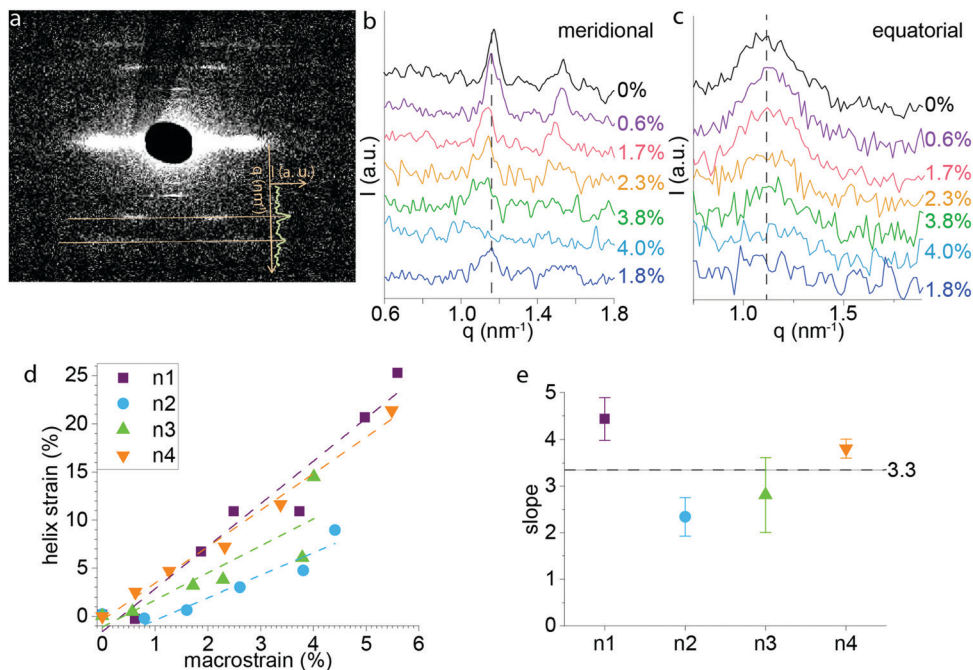 a
q (nm⁻¹)
I (a. u.)
b
meridional
0%
0.6%
1.7%
2.3%
3.8%
4.0%
1.8%
I (a.u.)
0.6 1.0 1.4 1.8
q (nm⁻¹)
c
equatorial
0%
0.6%
1.7%
2.3%
3.8%
4.0%
1.8%
I (a.u.)
1.0 1.5
q (nm⁻¹)
d
n1
n2
n3
n4
25
20
15
10
5
0
helix strain (%)
0 1 2 3 4 5 6
macrostrain (%)
e
5
4
3
2
1
0
slope
3.3
n1 n2 n3 n4